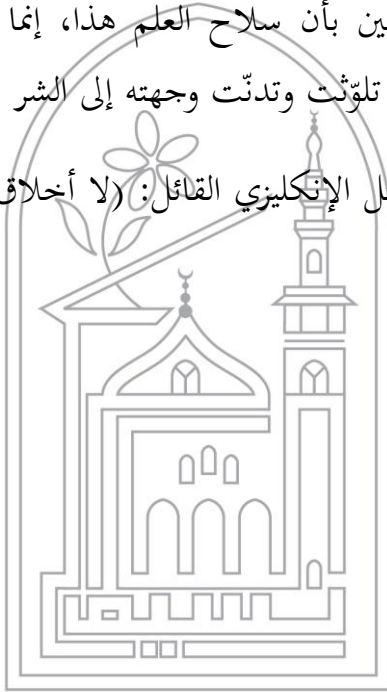 ين بأن سلاح العلم هذا، إنما
تلوّثت وتدنّت وجهته إلى الشر
ل الإنكليزي القائل: (لا أخلاق